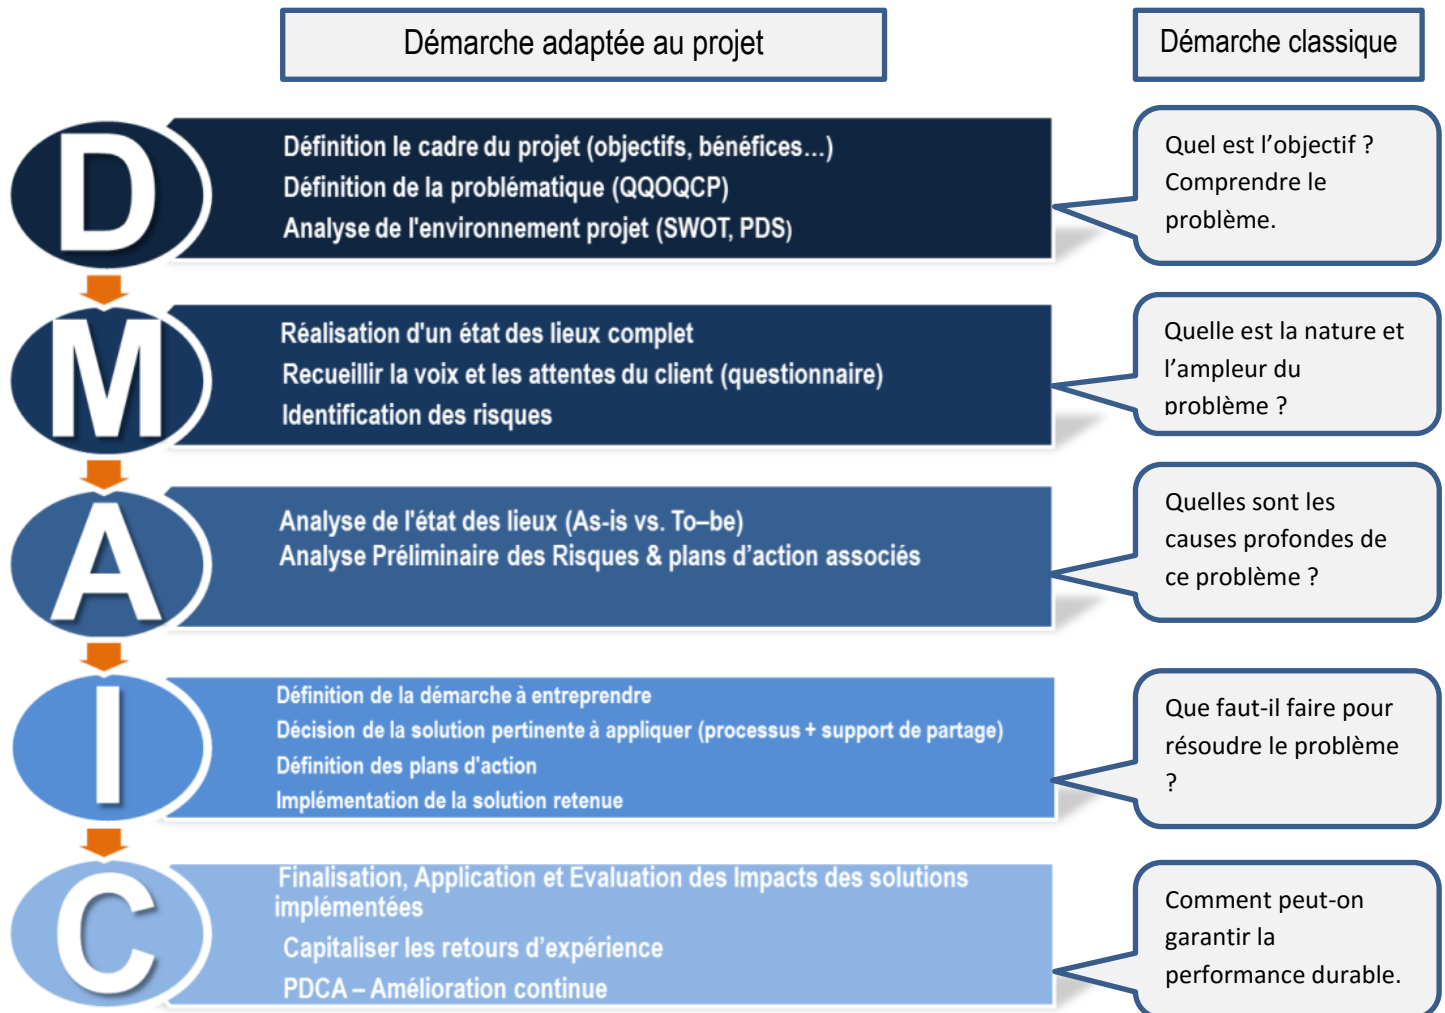 Démarche adaptée au projet
Démarche classique
D
Définition le cadre du projet (objectifs, bénéfices…)
Définition de la problématique (QQOQCP)
Analyse de l'environnement projet (SWOT, PDS)
Quel est l’objectif ?
Comprendre le
problème.
M
Réalisation d'un état des lieux complet
Recueillir la voix et les attentes du client (questionnaire)
Identification des risques
Quelle est la nature et
l’ampleur du
problème ?
A
Analyse de l'état des lieux (As-is vs. To–be)
Analyse Préliminaire des Risques & plans d’action associés
Quelles sont les
causes profondes de
ce problème ?
I
Définition de la démarche à entreprendre
Décision de la solution pertinente à appliquer (processus + support de partage)
Définition des plans d'action
Implémentation de la solution retenue
Que faut-il faire pour
résoudre le problème
?
C
Finalisation, Application et Evaluation des Impacts des solutions
implémentées
Capitaliser les retours d’expérience
PDCA – Amélioration continue
Comment peut-on
garantir la
performance durable.